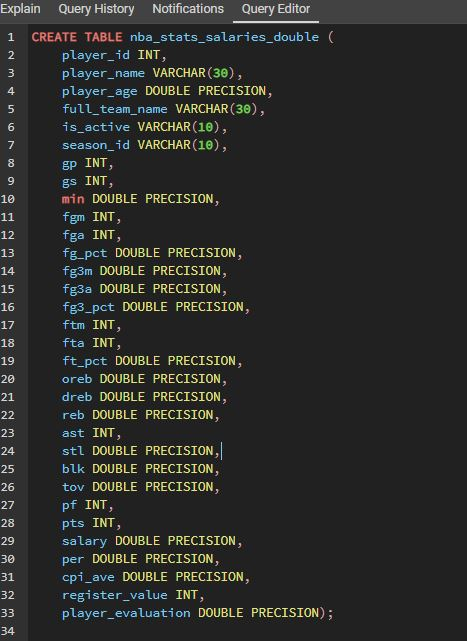 Explain Query History Notifications Query Editor
1 CREATE TABLE nba_stats_salaries_double (
2 player_id INT,
3 player_name VARCHAR(30),
4 player_age DOUBLE PRECISION,
5 full_team_name VARCHAR(30),
6 is_active VARCHAR(10),
7 season_id VARCHAR(10),
8 gp INT,
9 gs INT,
10 min DOUBLE PRECISION,
11 fgm INT,
12 fga INT,
13 fg_pct DOUBLE PRECISION,
14 fg3m DOUBLE PRECISION,
15 fg3a DOUBLE PRECISION,
16 fg3_pct DOUBLE PRECISION,
17 ftm INT,
18 fta INT,
19 ft_pct DOUBLE PRECISION,
20 oreb DOUBLE PRECISION,
21 dreb DOUBLE PRECISION,
22 reb DOUBLE PRECISION,
23 ast INT,
24 stl DOUBLE PRECISION,
25 blk DOUBLE PRECISION,
26 tov DOUBLE PRECISION,
27 pf INT,
28 pts INT,
29 salary DOUBLE PRECISION,
30 per DOUBLE PRECISION,
31 cpi_ave DOUBLE PRECISION,
32 register_value INT,
33 player_evaluation DOUBLE PRECISION);
34